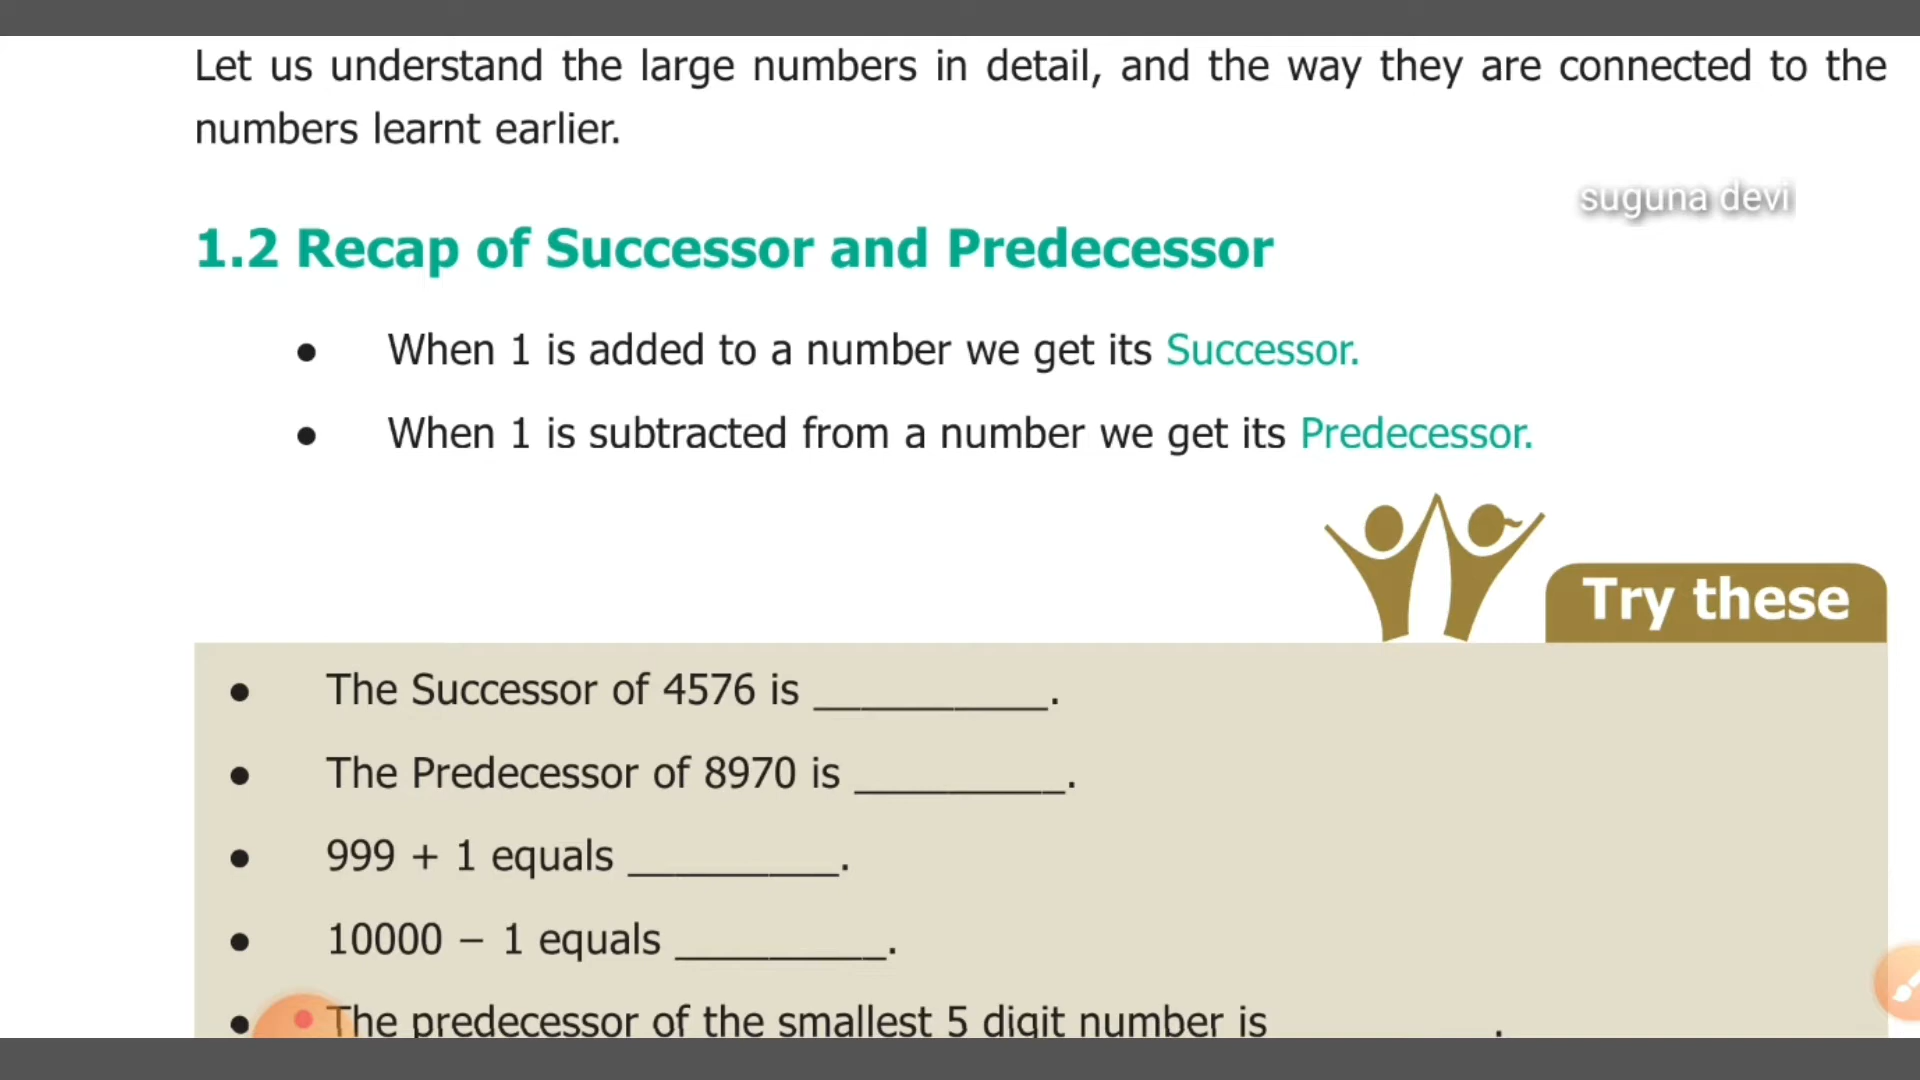 Let us understand the large numbers in detail, and the way they are connected to the
numbers learnt earlier.
suguna devi
1.2 Recap of Successor and Predecessor
● When 1 is added to a number we get its Successor.
● When 1 is subtracted from a number we get its Predecessor.
Try these
● The Successor of 4576 is __________.
● The Predecessor of 8970 is _________.
● 999 + 1 equals _________.
● 10000 − 1 equals _________.
● The predecessor of the smallest 5 digit number is .